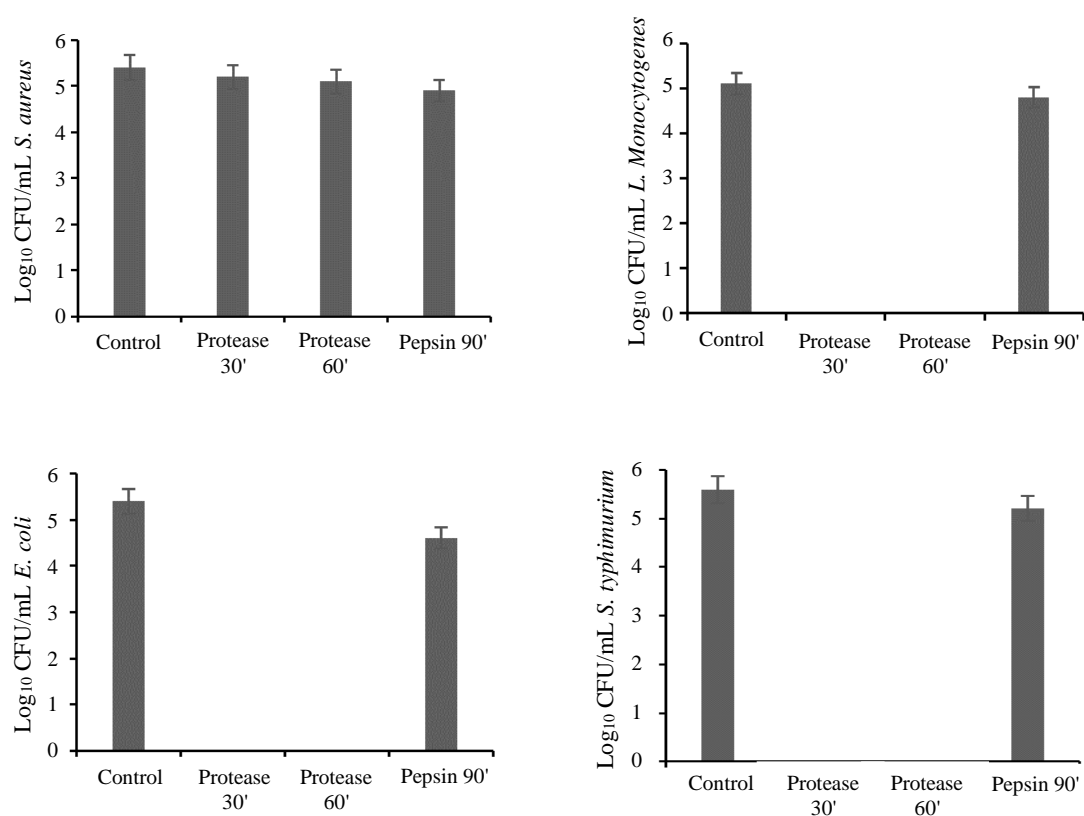 Log₁₀ CFU/mL S. aureus
6
5
4
3
2
1
0
Control
Protease
30'
Protease
60'
Pepsin 90'
Log₁₀ CFU/mL L. Monocytogenes
6
5
4
3
2
1
0
Control
Protease
30'
Protease
60'
Pepsin 90'
Log₁₀ CFU/mL E. coli
6
5
4
3
2
1
0
Control
Protease
30'
Protease
60'
Pepsin 90'
Log₁₀ CFU/mL S. typhimurium
6
5
4
3
2
1
0
Control
Protease
30'
Protease
60'
Pepsin 90'